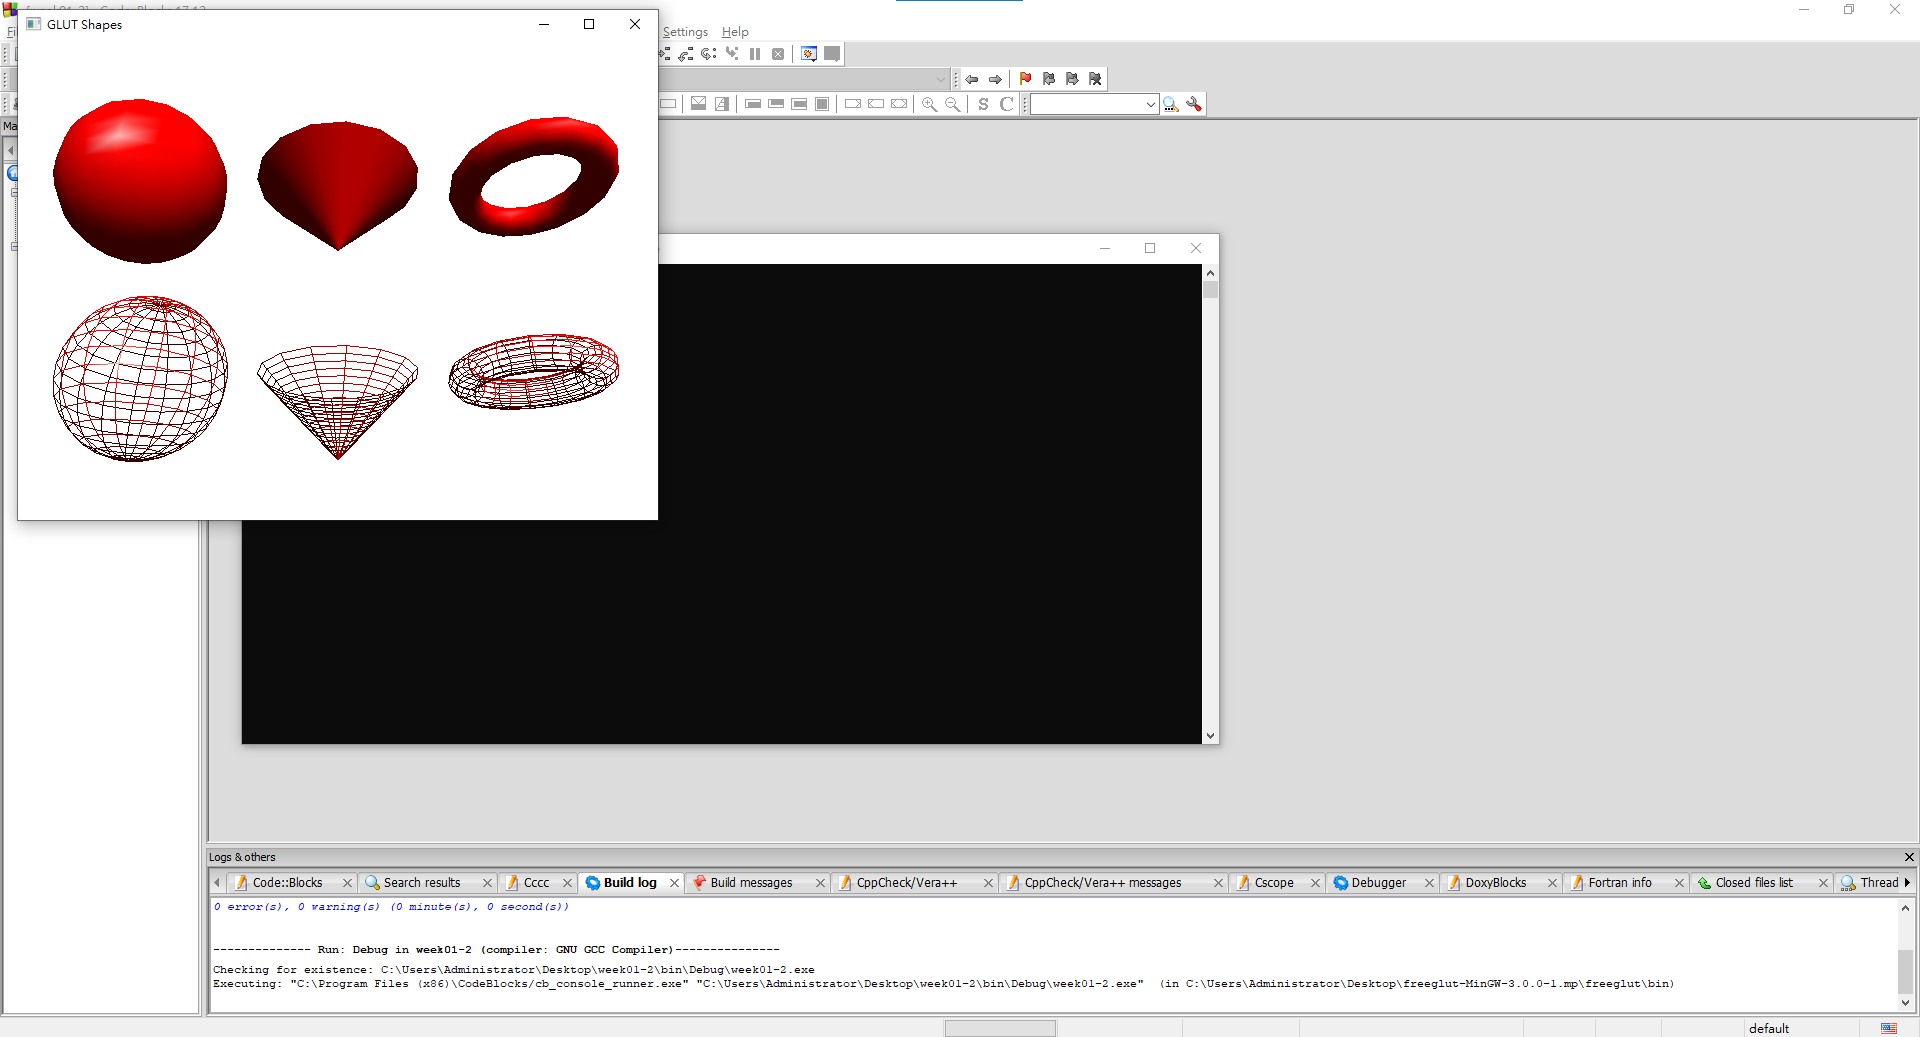 GLUT Shapes
Settings Help
Logs & others
Code::Blocks Search results Cccc Build log Build messages CppCheck/Vera++ CppCheck/Vera++ messages Cscope Debugger DoxyBlocks Fortran info Closed files list Thread
0 error(s), 0 warning(s) (0 minute(s), 0 second(s))
-------------- Run: Debug in week01-2 (compiler: GNU GCC Compiler)---------------
Checking for existence: C:\Users\Administrator\Desktop\week01-2\bin\Debug\week01-2.exe
Executing: "C:\Program Files (x86)\CodeBlocks/cb_console_runner.exe" "C:\Users\Administrator\Desktop\week01-2\bin\Debug\week01-2.exe"  (in C:\Users\Administrator\Desktop\freeglut-MinGW-3.0.0-1.mp\freeglut\bin)
default